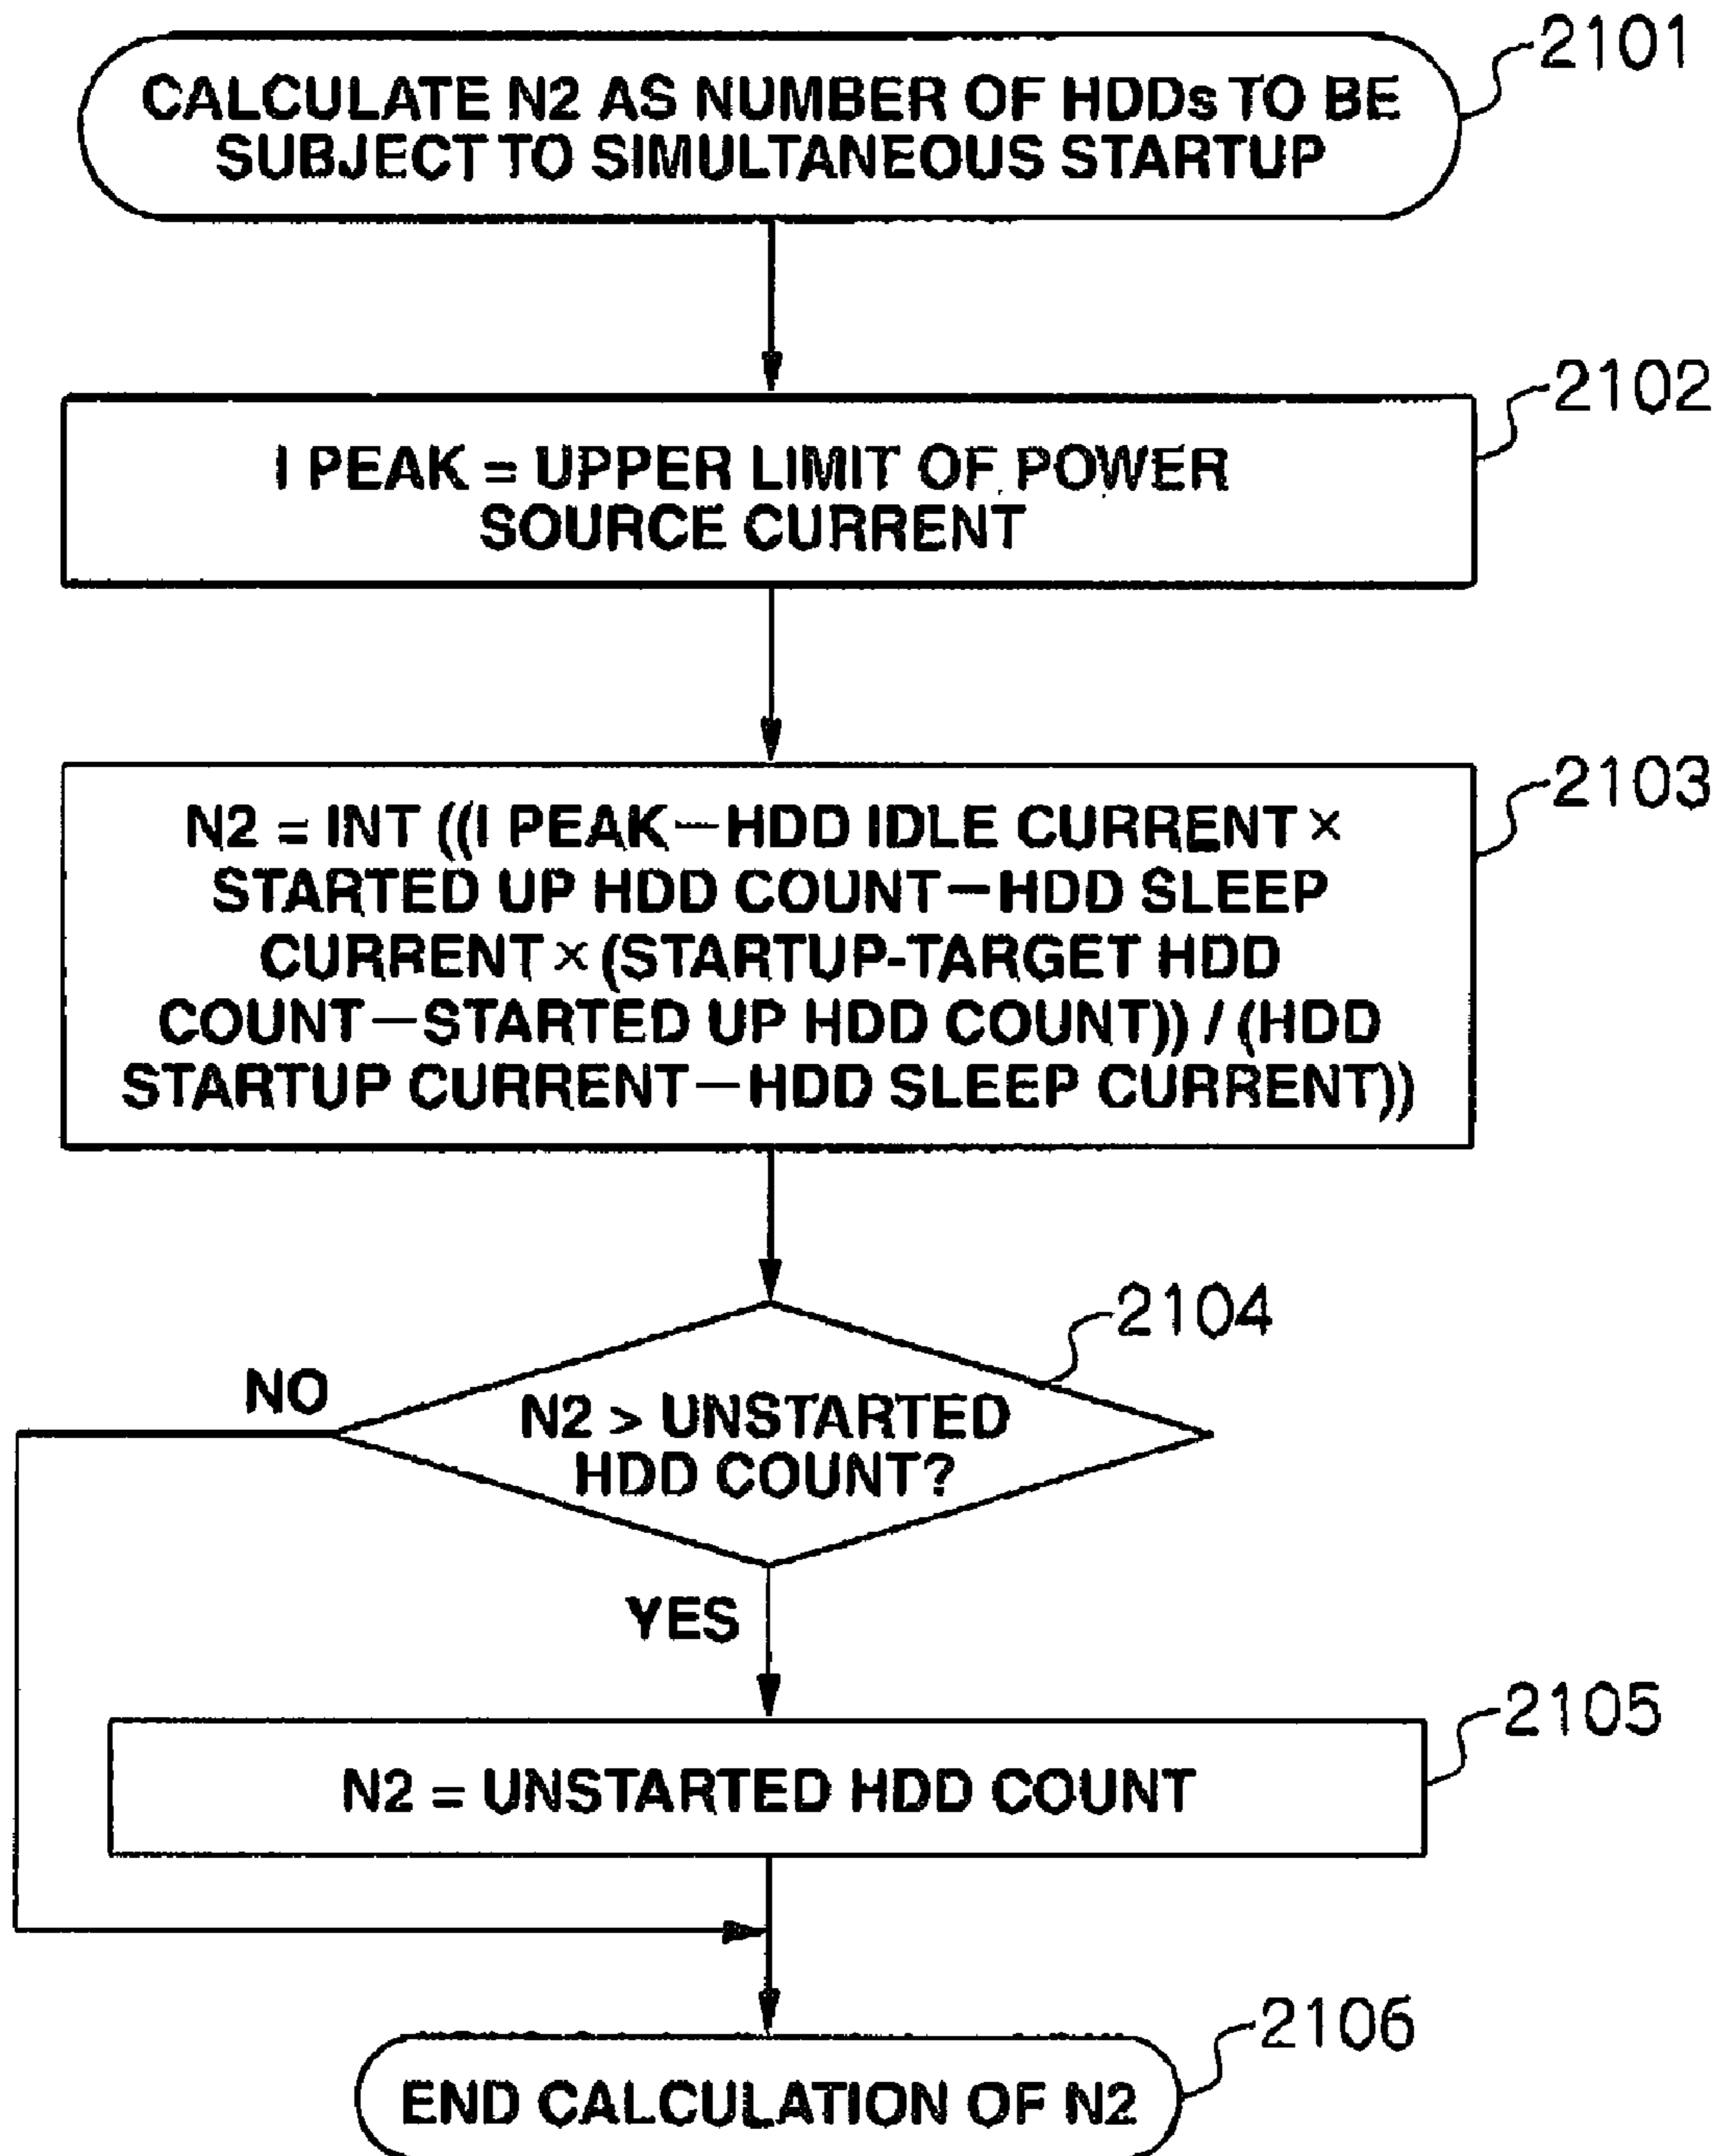 2101
CALCULATE N2 AS NUMBER OF HDDs TO BE
SUBJECT TO SIMULTANEOUS STARTUP
2102
I PEAK = UPPER LIMIT OF POWER
SOURCE CURRENT
2103
N2 = INT ((I PEAK—HDD IDLE CURRENT ×
STARTED UP HDD COUNT—HDD SLEEP
CURRENT × (STARTUP-TARGET HDD
COUNT—STARTED UP HDD COUNT)) / (HDD
STARTUP CURRENT—HDD SLEEP CURRENT))
2104
NO
N2 > UNSTARTED
HDD COUNT?
YES
2105
N2 = UNSTARTED HDD COUNT
2106
END CALCULATION OF N2